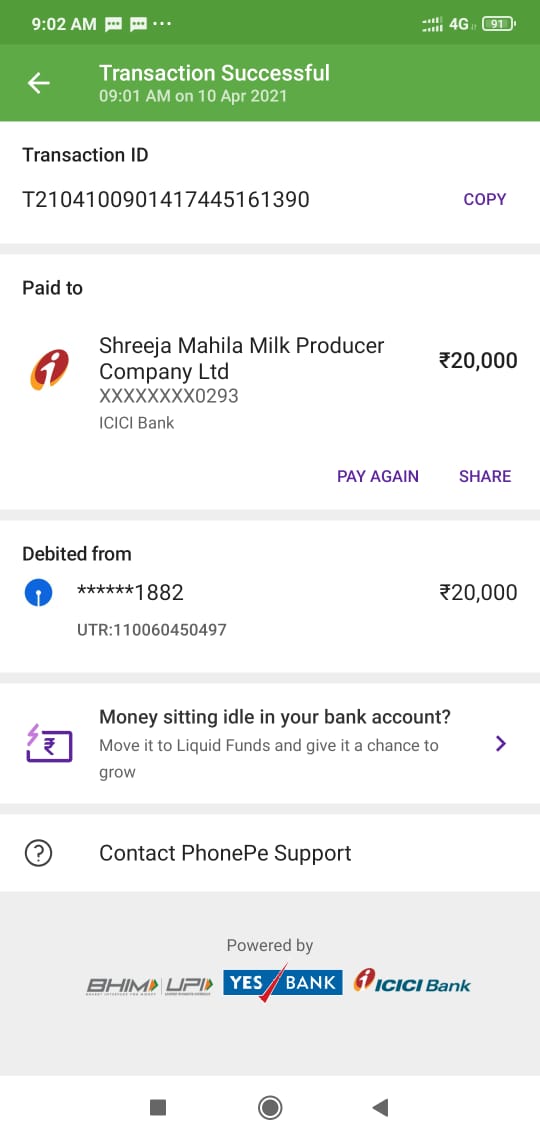 9:02 AM
4G
91
Transaction Successful
09:01 AM on 10 Apr 2021
Transaction ID
T2104100901417445161390
COPY
Paid to
Shreeja Mahila Milk Producer
Company Ltd
₹20,000
XXXXXXXX0293
ICICI Bank
PAY AGAIN
SHARE
Debited from
******1882
₹20,000
UTR:110060450497
Money sitting idle in your bank account?
Move it to Liquid Funds and give it a chance to
grow
Contact PhonePe Support
Powered by
BHIM UPI YES BANK ICICI Bank